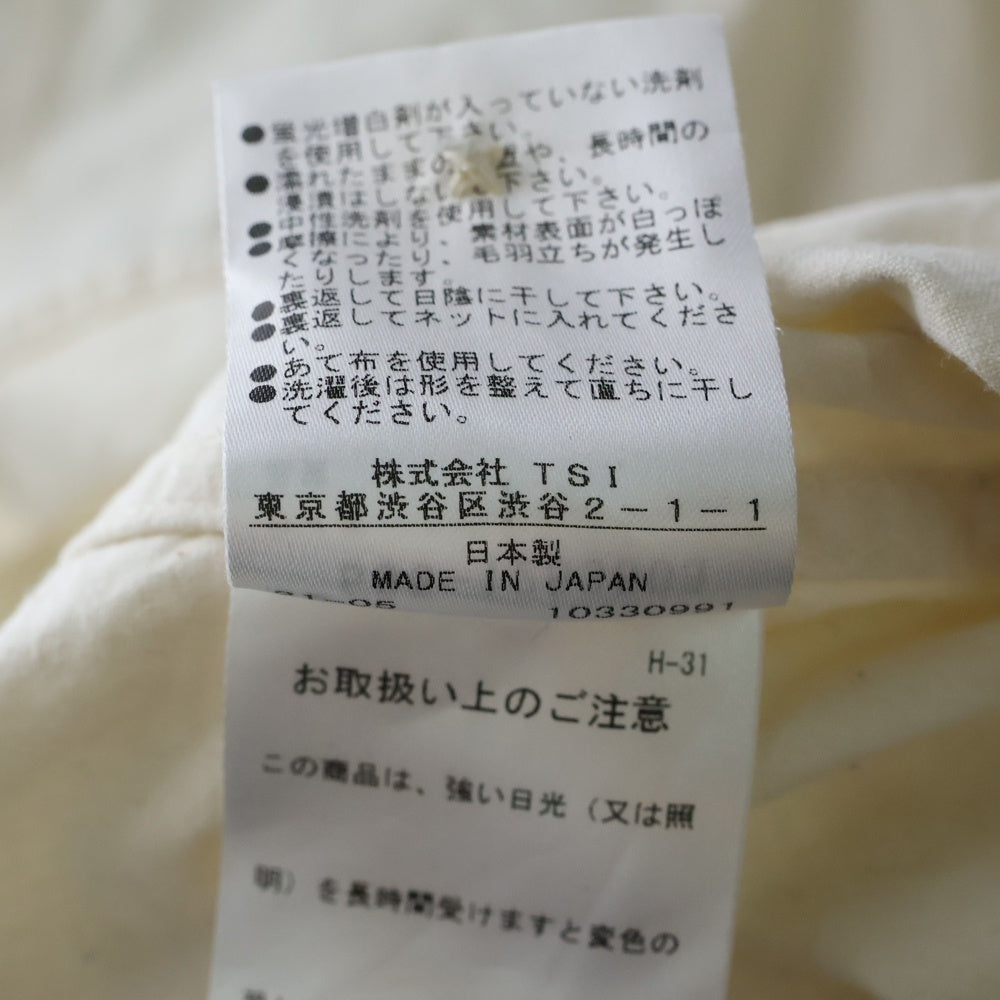 ●蛍光増白剤が入っていない洗剤
を使用して下さい。
●濡れたままの や、長時間の
浸漬はしない 下さい。
●中性洗剤を使用して下さい。
●摩擦により、素材表面が白っぽ
くなったり、毛羽立ちが発生し
たりします。
●裏返して日陰に干して下さい。
●裏返してネットに入れてくださ
い。
●あて布を使用してください。
●洗濯後は形を整えて直ちに干し
てください。
株式会社 TSI
東京都渋谷区渋谷2-1-1
日本製
MADE IN JAPAN
10330991
H-31
お取扱い上のご注意
この商品は、強い日光(又は照
明)を長時間受けますと変色の